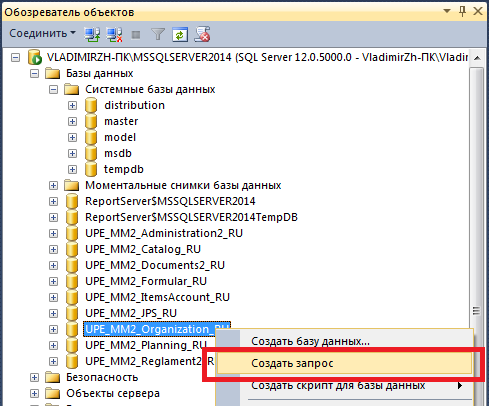 Обозреватель объектов
Соединить
VLADIMIRZH-ПК\MSSQLSERVER2014 (SQL Server 12.0.5000.0 - VladimirZh-ПК\Vladim
Базы данных
Системные базы данных
distribution
master
model
msdb
tempdb
Моментальные снимки базы данных
ReportServer$MSSQLSERVER2014
ReportServer$MSSQLSERVER2014TempDB
UPE_MM2_Administration2_RU
UPE_MM2_Catalog_RU
UPE_MM2_Documents2_RU
UPE_MM2_Formular_RU
UPE_MM2_ItemsAccount_RU
UPE_MM2_JPS_RU
UPE_MM2_Organization_RU
Создать базу данных...
UPE_MM2_Planning_RU
UPE_MM2_Reglament2_R
Создать запрос
Безопасность
Создать скрипт для базы данных
Объекты сервера